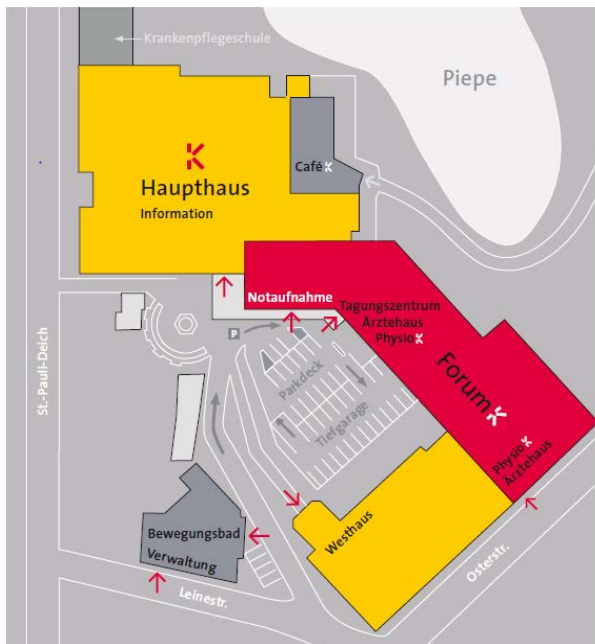 Krankenpflegeschule
Piepe
Café
Haupthaus
Information
Notaufnahme
Tagungszentrum
Ärztehaus
Physio
St.-Pauli-Deich
P
Parkdeck
Tiefgarage
Forum
Physio
Ärztehaus
Westhaus
Osterstr.
Bewegungsbad
Verwaltung
Leinestr.